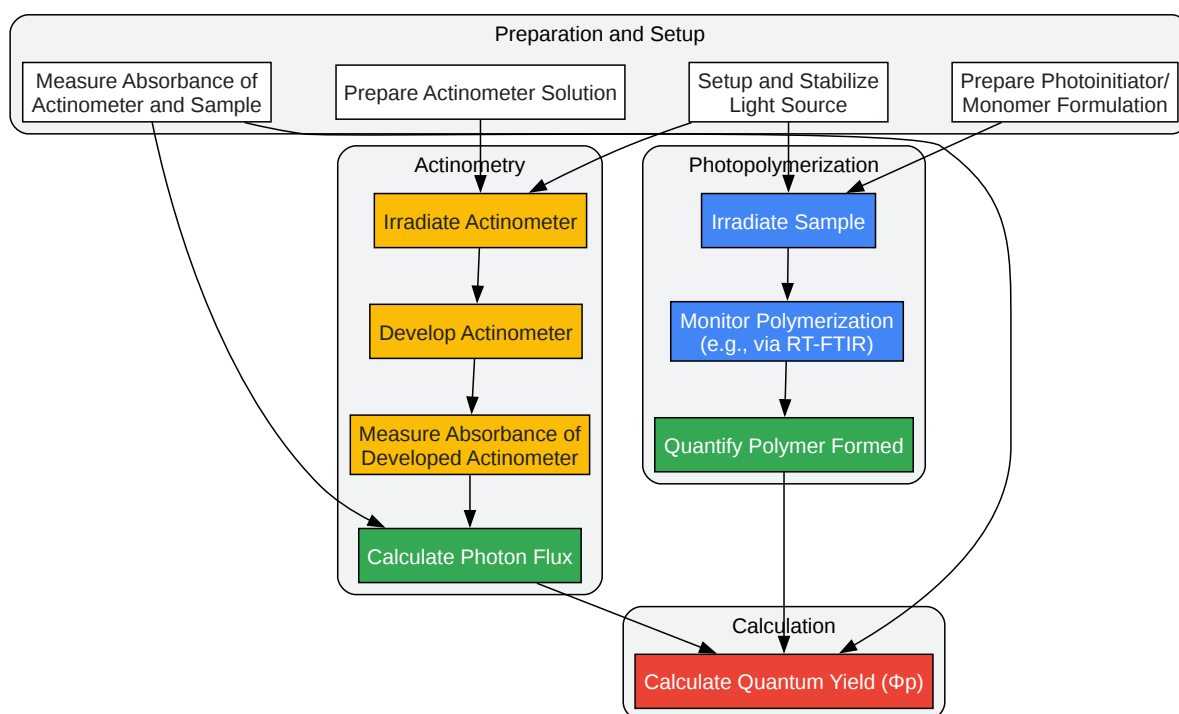 Preparation and Setup
Measure Absorbance of
Actinometer and Sample
Prepare Actinometer Solution
Setup and Stabilize
Light Source
Prepare Photoinitiator/
Monomer Formulation
Actinometry
Irradiate Actinometer
Develop Actinometer
Measure Absorbance of
Developed Actinometer
Calculate Photon Flux
Photopolymerization
Irradiate Sample
Monitor Polymerization
(e.g., via RT-FTIR)
Quantify Polymer Formed
Calculation
Calculate Quantum Yield (Φp)